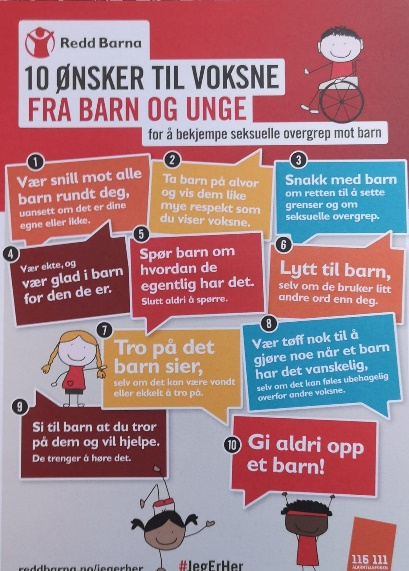 Redd Barna
10 ØNSKER TIL VOKSNE
FRA BARN OG UNGE
for å bekjempe seksuelle overgrep mot barn
1
Vær snill mot alle
barn rundt deg,
uansett om det er dine
egne eller ikke.
2
Ta barn på alvor
og vis dem like
mye respekt som
du viser voksne.
3
Snakk med barn
om retten til å sette
grenser og om
seksuelle overgrep.
4
Vær ekte, og
vær glad i barn
for den de er.
5
Spør barn om
hvordan de
egentlig har det.
Slutt aldri å spørre.
6
Lytt til barn,
selv om de bruker litt
andre ord enn deg.
7
Tro på det
barn sier,
selv om det kan være vondt
eller ekkelt å tro på.
8
Vær tøff nok til å
gjøre noe når et barn
har det vanskelig,
selv om det kan føles ubehagelig
overfor andre voksne.
9
Si til barn at du tror
på dem og vil hjelpe.
De trenger å høre det.
10
Gi aldri opp
et barn!
reddbarna.no/jegerher
#JegErHer
116 111